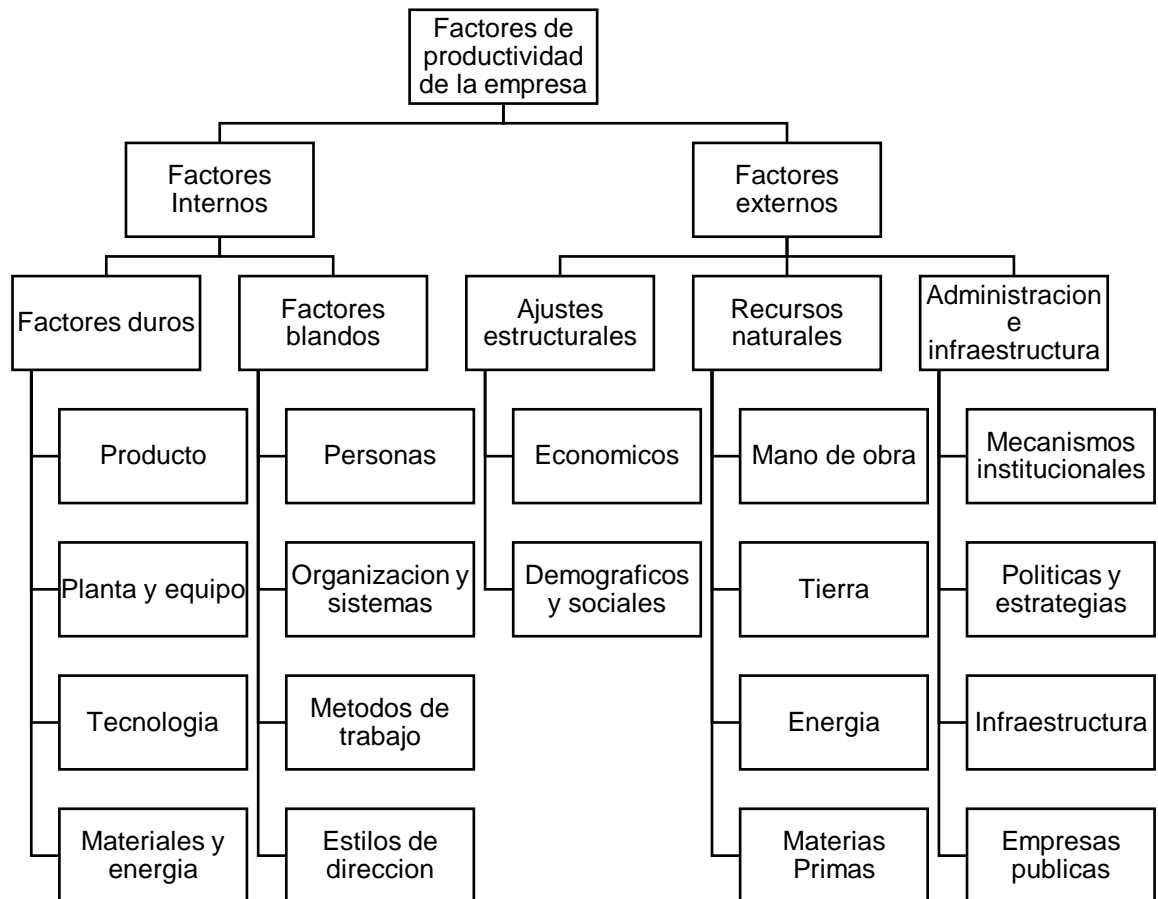 Factores de
productividad
de la empresa
Factores
Internos
Factores
externos
Factores duros
Factores
blandos
Ajustes
estructurales
Recursos
naturales
Administracion
e
infraestructura
Producto
Personas
Economicos
Mano de obra
Mecanismos
institucionales
Planta y equipo
Organizacion y
sistemas
Demograficos
y sociales
Tierra
Politicas y
estrategias
Tecnologia
Metodos de
trabajo
Energia
Infraestructura
Materiales y
energia
Estilos de
direccion
Materias
Primas
Empresas
publicas